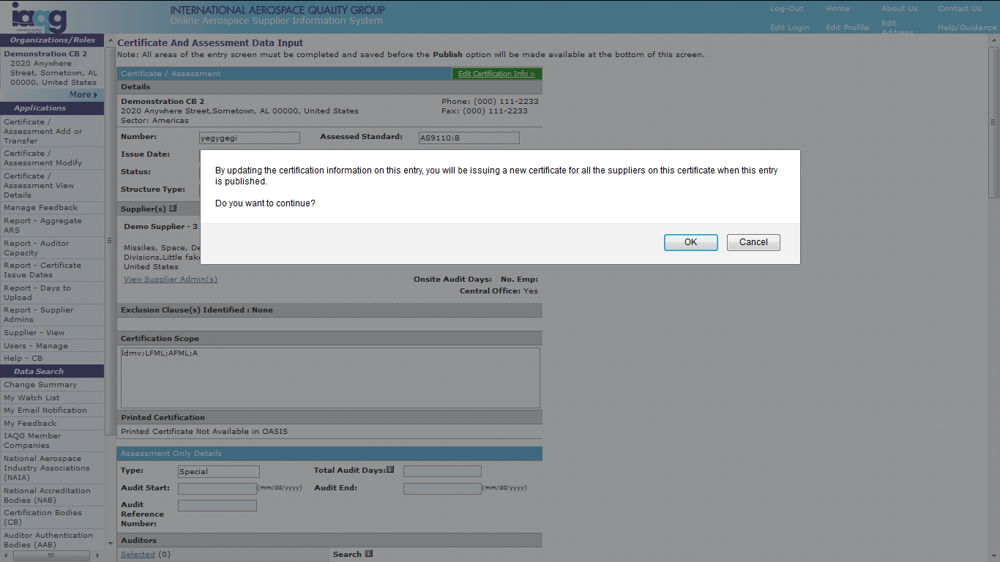 iaqg
INTERNATIONAL AEROSPACE QUALITY GROUP
Online Aerospace Supplier Information System
Log-Out Home About Us Contact Us
Edit Login Edit Profile Edit Address Help/Guidance
Organizations/Roles
Demonstration CB 2
2020 Anywhere
Street, Sometown, AL
00000, United States
More
Applications
Certificate /
Assessment Add or
Transfer
Certificate /
Assessment Modify
Certificate /
Assessment View
Details
Manage Feedback
Report - Aggregate
ARS
Report - Auditor
Capacity
Report - Certificate
Issue Dates
Report - Days to
Upload
Report - Supplier
Admins
Supplier - View
Users - Manage
Help - CB
Data Search
Change Summary
My Watch List
My Email Notification
My Feedback
IAQG Member
Companies
National Aerospace
Industry Associations
(NAIA)
National Accreditation
Bodies (NAB)
Certification Bodies
(CB)
Auditor Authentication
Bodies (AAB)
Certificate And Assessment Data Input
Note: All areas of the entry screen must be completed and saved before the Publish option will be made available at the bottom of this screen.
Certificate / Assessment Edit Certification Info >
Details
Demonstration CB 2 Phone: (000) 111-2233
2020 Anywhere Street,Sometown, AL 00000, United States Fax: (000) 111-2233
Sector: Americas
Number: yegygegi Assessed Standard: AS9110:B
Issue Date:
Status:
Structure Type:
By updating the certification information on this entry, you will be issuing a new certificate for all the suppliers on this certificate when this entry
is published.
Do you want to continue?
OK Cancel
Supplier(s)
Demo Supplier - 3
Missiles, Space, De
Divisions,Little fake
United States
View Supplier Admin(s) Onsite Audit Days: No. Emp:
Central Office: Yes
Exclusion Clause(s) Identified : None
Certification Scope
ldmv;LFML;AFML;A
Printed Certification
Printed Certificate Not Available in OASIS
Assessment Only Details
Type: Special Total Audit Days:
Audit Start: (mm/dd/yyyy) Audit End: (mm/dd/yyyy)
Audit
Reference
Number:
Auditors
Selected (0) Search